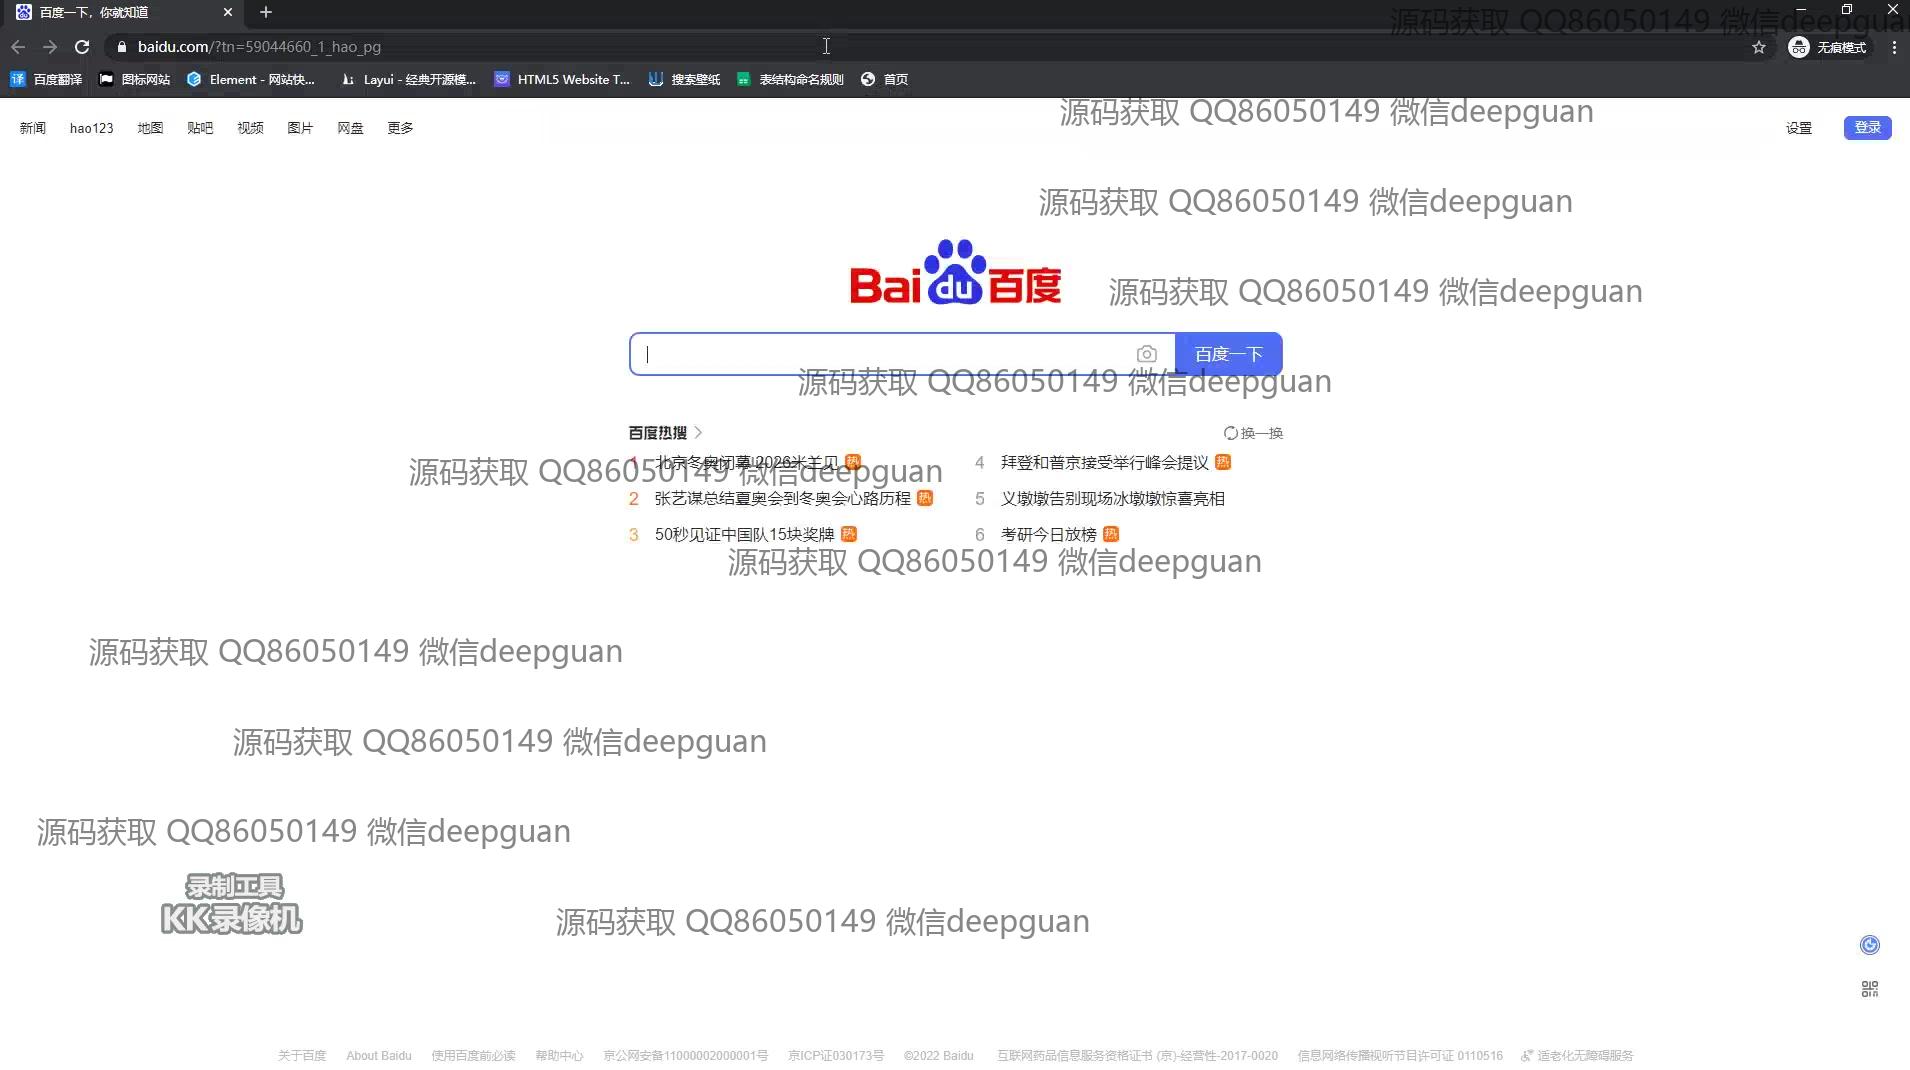 百度一下，你就知道
源码获取 QQ86050149 微信deepgua
baidu.com/?tn=59044660_1_hao_pg
无痕模式
百度翻译 图标网站 Element - 网站快... Layui - 经典开源模... HTML5 Website T... 搜索壁纸 表结构命名规则 首页
源码获取 QQ86050149 微信deepguan
新闻 hao123 地图 贴吧 视频 图片 网盘 更多 设置 登录
源码获取 QQ86050149 微信deepguan
Bai du 百度
源码获取 QQ86050149 微信deepguan
百度一下
源码获取 QQ86050149 微信deepguan
百度热搜 换一换
1 北京冬奥闭幕 2026米兰见 热
4 拜登和普京接受举行峰会提议 热
源码获取 QQ86050149 微信deepguan
2 张艺谋总结夏奥会到冬奥会心路历程 热
5 义墩墩告别现场冰墩墩惊喜亮相
3 50秒见证中国队15块奖牌 热
6 考研今日放榜 热
源码获取 QQ86050149 微信deepguan
源码获取 QQ86050149 微信deepguan
源码获取 QQ86050149 微信deepguan
源码获取 QQ86050149 微信deepguan
录制工具
KK录像机
源码获取 QQ86050149 微信deepguan
关于百度 About Baidu 使用百度前必读 帮助中心 京公网安备11000002000001号 京ICP证030173号 ©2022 Baidu 互联网药品信息服务资格证书 (京)-经营性-2017-0020 信息网络传播视听节目许可证 0110516 适老化无障碍服务